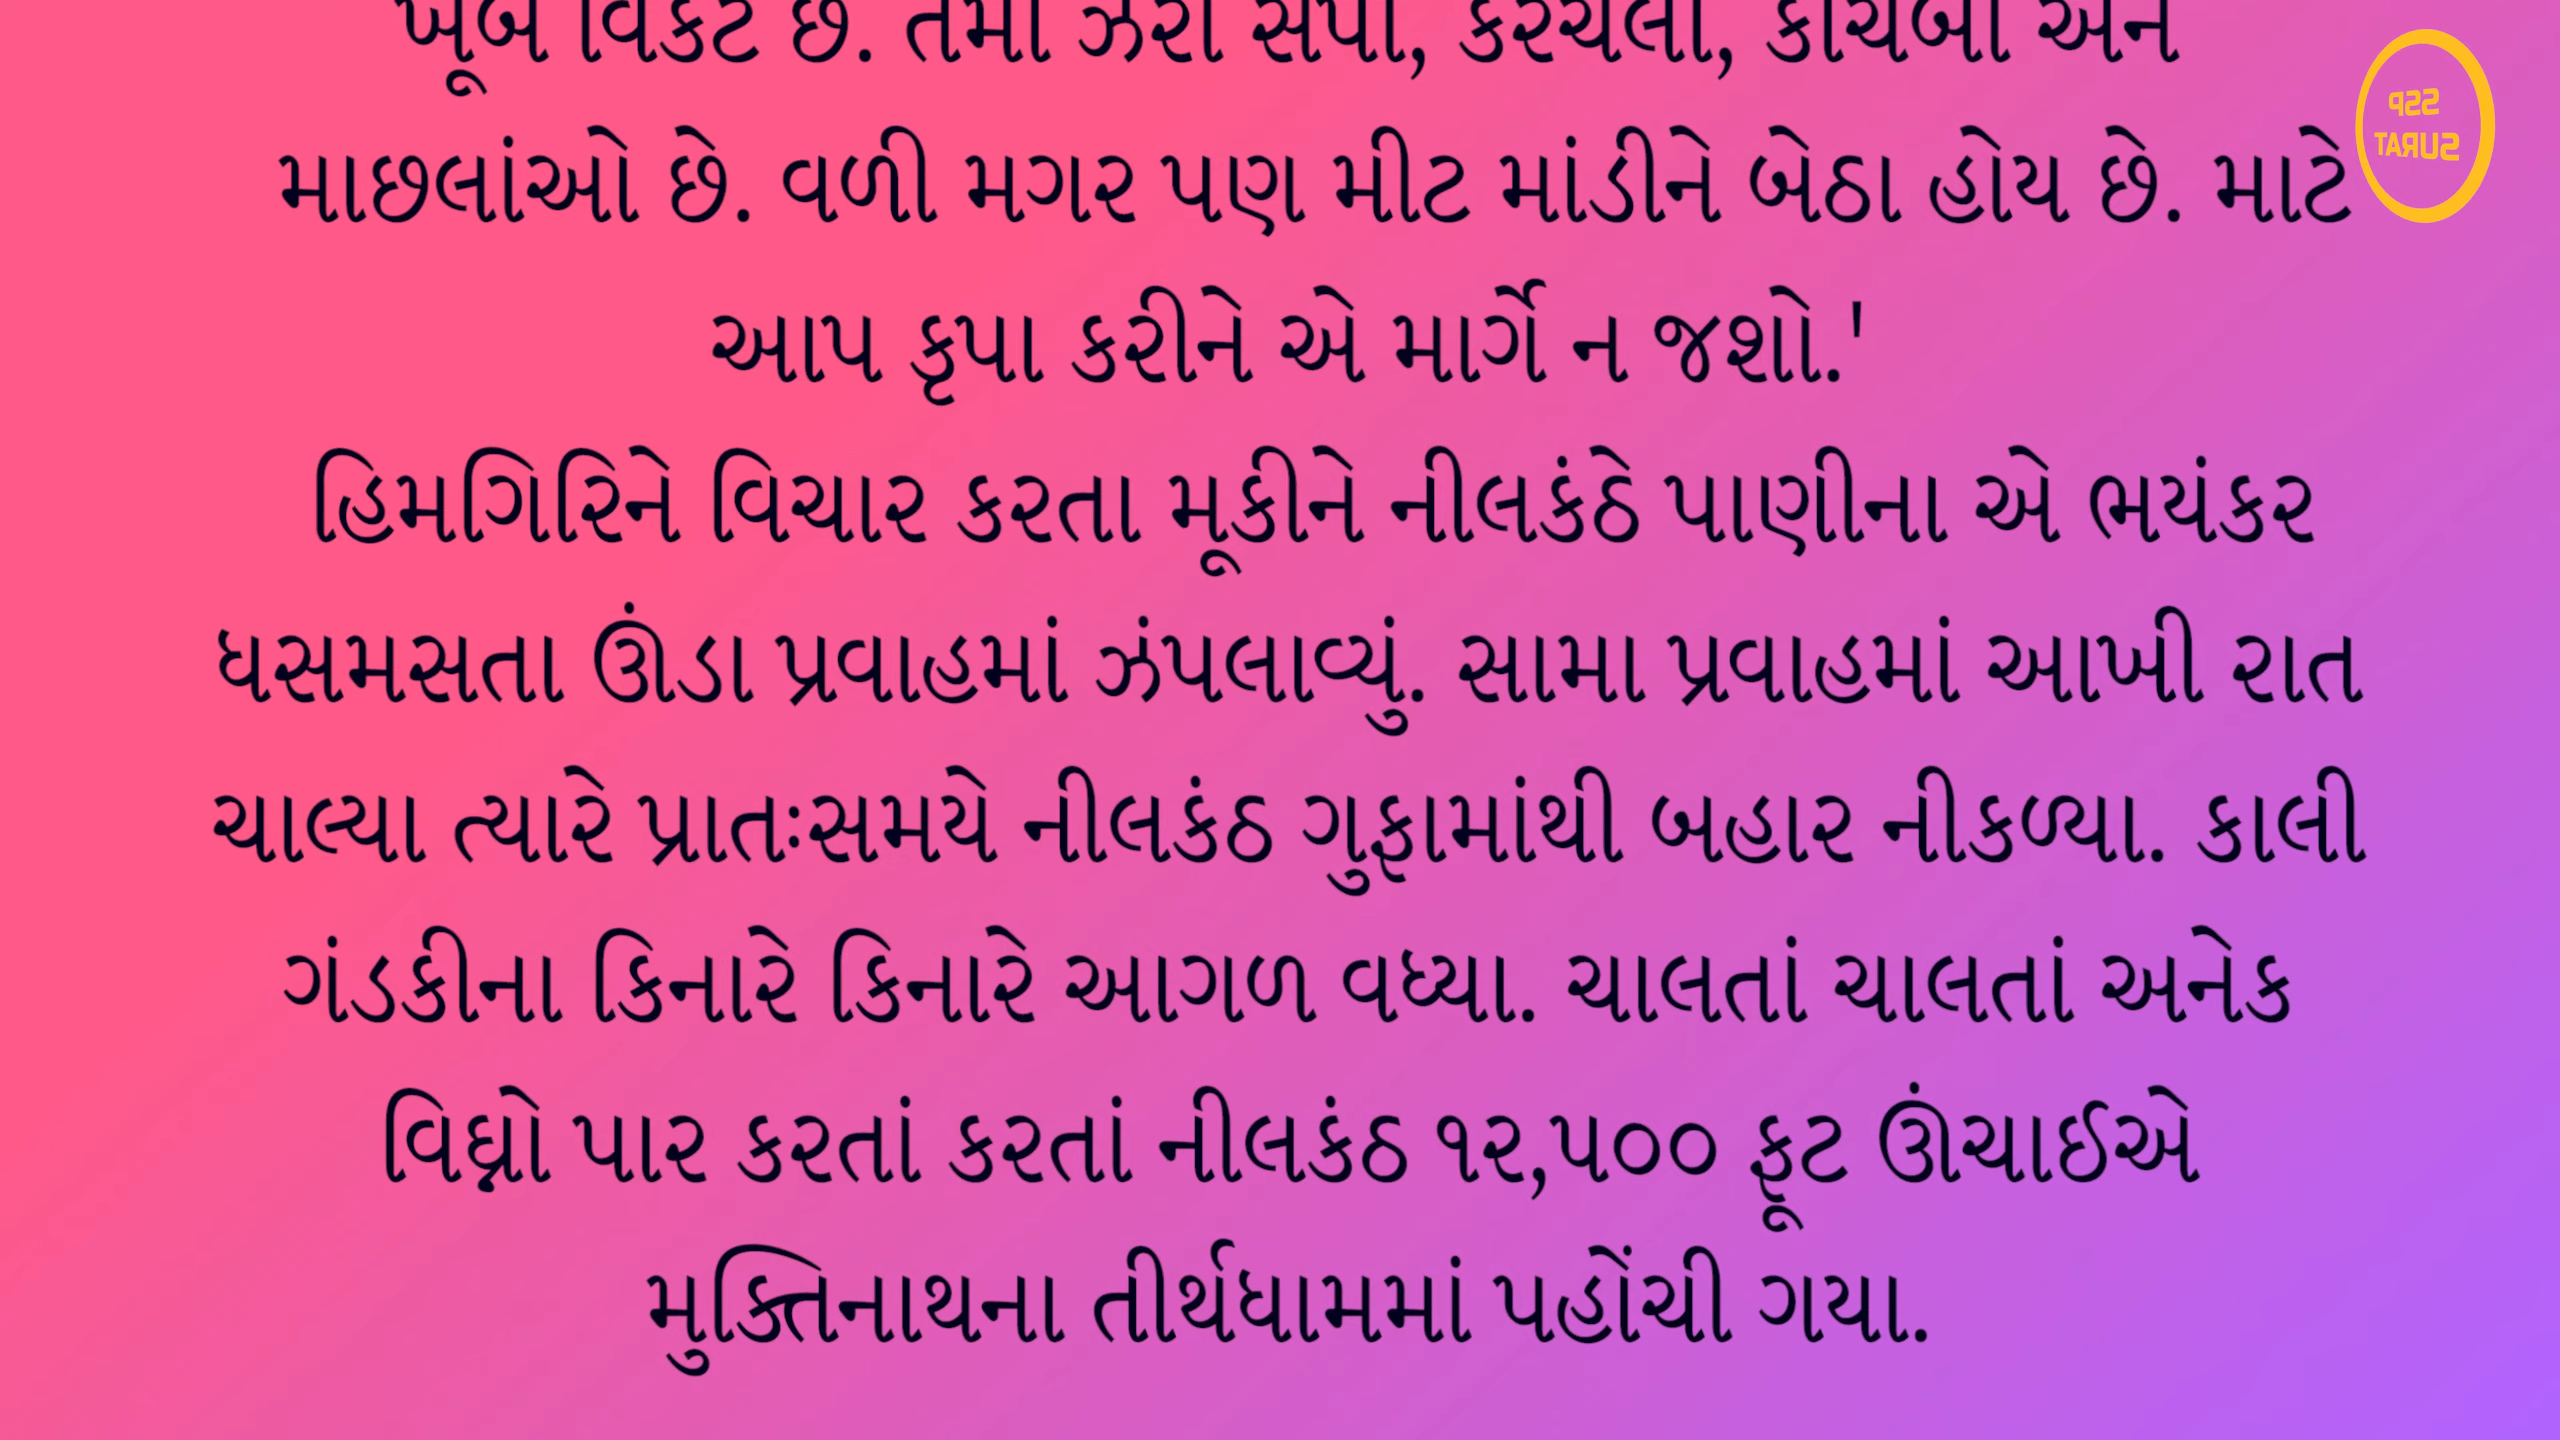 ખૂબ વિકટ છે. તેમાં ઝેરી સર્પો, કરચલા, કાચબા અને
માછલાંઓ છે. વળી મગર પણ મીટ માંડીને બેઠા હોય છે. માટે
આપ કૃપા કરીને એ માર્ગે ન જશો.'
હિમગિરિને વિચાર કરતા મૂકીને નીલકંઠે પાણીના એ ભયંકર
ધસમસતા ઊંડા પ્રવાહમાં ઝંપલાવ્યું. સામા પ્રવાહમાં આખી રાત
ચાલ્યા ત્યારે પ્રાતઃસમયે નીલકંઠ ગુફામાંથી બહાર નીકળ્યા. કાલી
ગંડકીના કિનારે કિનારે આગળ વધ્યા. ચાલતાં ચાલતાં અનેક
વિઘ્નો પાર કરતાં કરતાં નીલકંઠ ૧૨,૫૦૦ ફૂટ ઊંચાઈએ
મુક્તિનાથના તીર્થધામમાં પહોંચી ગયા.
SSP
SURAT